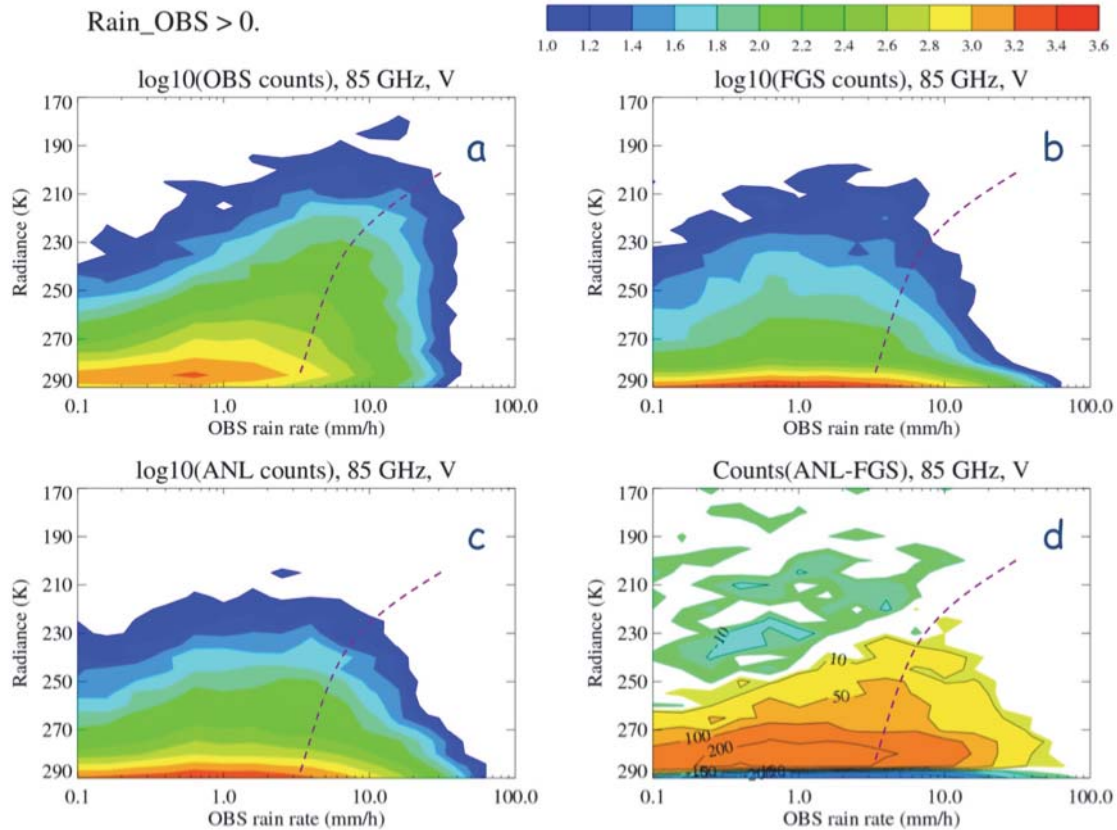 Rain_OBS > 0.
1.0 1.2 1.4 1.6 1.8 2.0 2.2 2.4 2.6 2.8 3.0 3.2 3.4 3.6
log10(OBS counts), 85 GHz, V
170
190
210
230
250
270
290
Radiance (K)
a
0.1 1.0 10.0 100.0
OBS rain rate (mm/h)
log10(FGS counts), 85 GHz, V
170
190
210
230
250
270
290
Radiance (K)
b
0.1 1.0 10.0 100.0
OBS rain rate (mm/h)
log10(ANL counts), 85 GHz, V
170
190
210
230
250
270
290
Radiance (K)
c
0.1 1.0 10.0 100.0
OBS rain rate (mm/h)
Counts(ANL-FGS), 85 GHz, V
170
190
210
230
250
270
290
Radiance (K)
d
-10
10
50
100
200
0.1 1.0 10.0 100.0
OBS rain rate (mm/h)